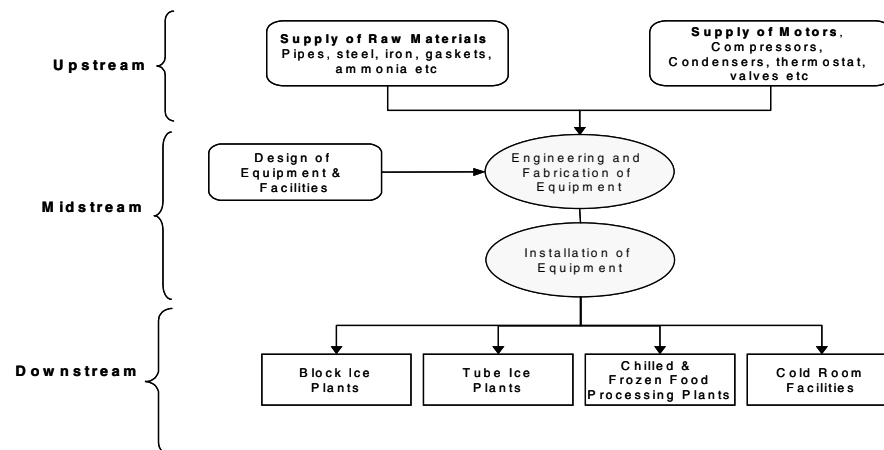 Upstream
Supply of Raw Materials
Pipes, steel, iron, gaskets,
ammonia etc
Supply of Motors,
Compressors,
Condensers, thermostat,
valves etc
Midstream
Design of
Equipment &
Facilities
Engineering and
Fabrication of
Equipment
Installation of
Equipment
Downstream
Block Ice
Plants
Tube Ice
Plants
Chilled &
Frozen Food
Processing Plants
Cold Room
Facilities